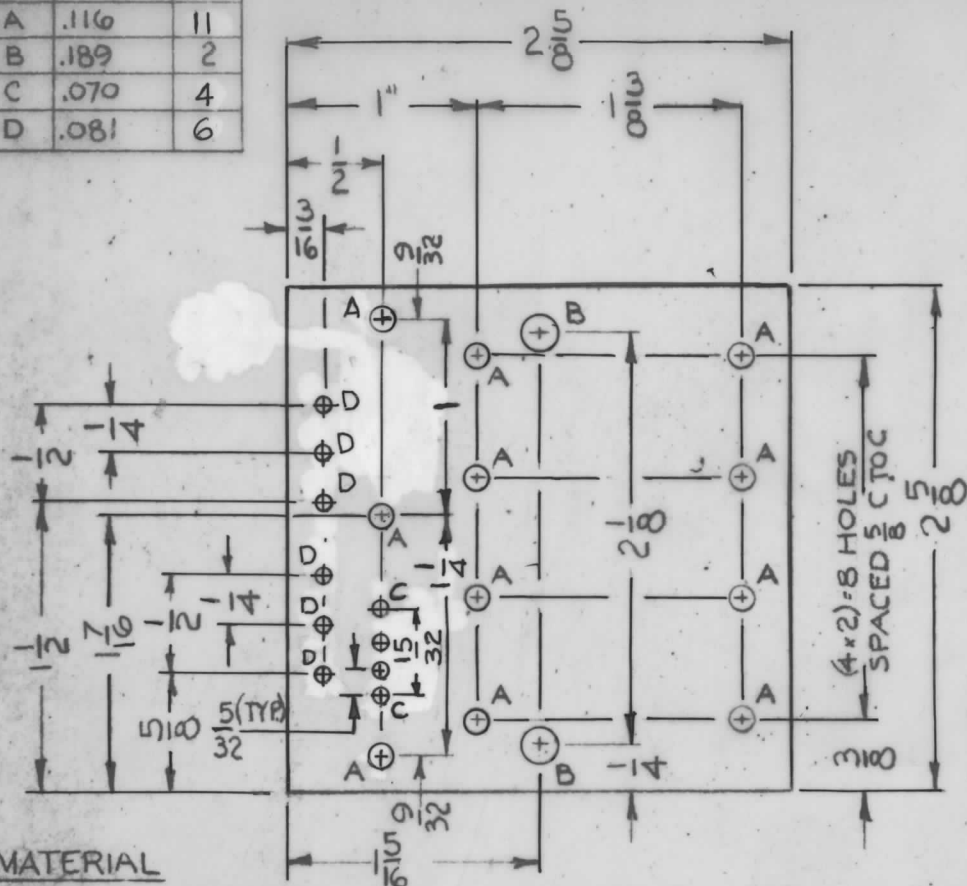 A .116 11
B .189 2
C .070 4
D .081 6
2 5/8
1" 1 3/8
1/2
3/16
9/32
A B A
A
D
1/4
1
D
1/2
A A
D
(4×2)=8 HOLES
SPACED 5/8 C TO C
2 5/8
A
2 1/8
1 1/4
D
1/4
C
A A
D
1/2
15/32
1 1/2
1 7/16
D
C
A A
5/8
5/32 (TYP)
A
B
1/4
3/8
9/32
1 5/16
MATERIAL